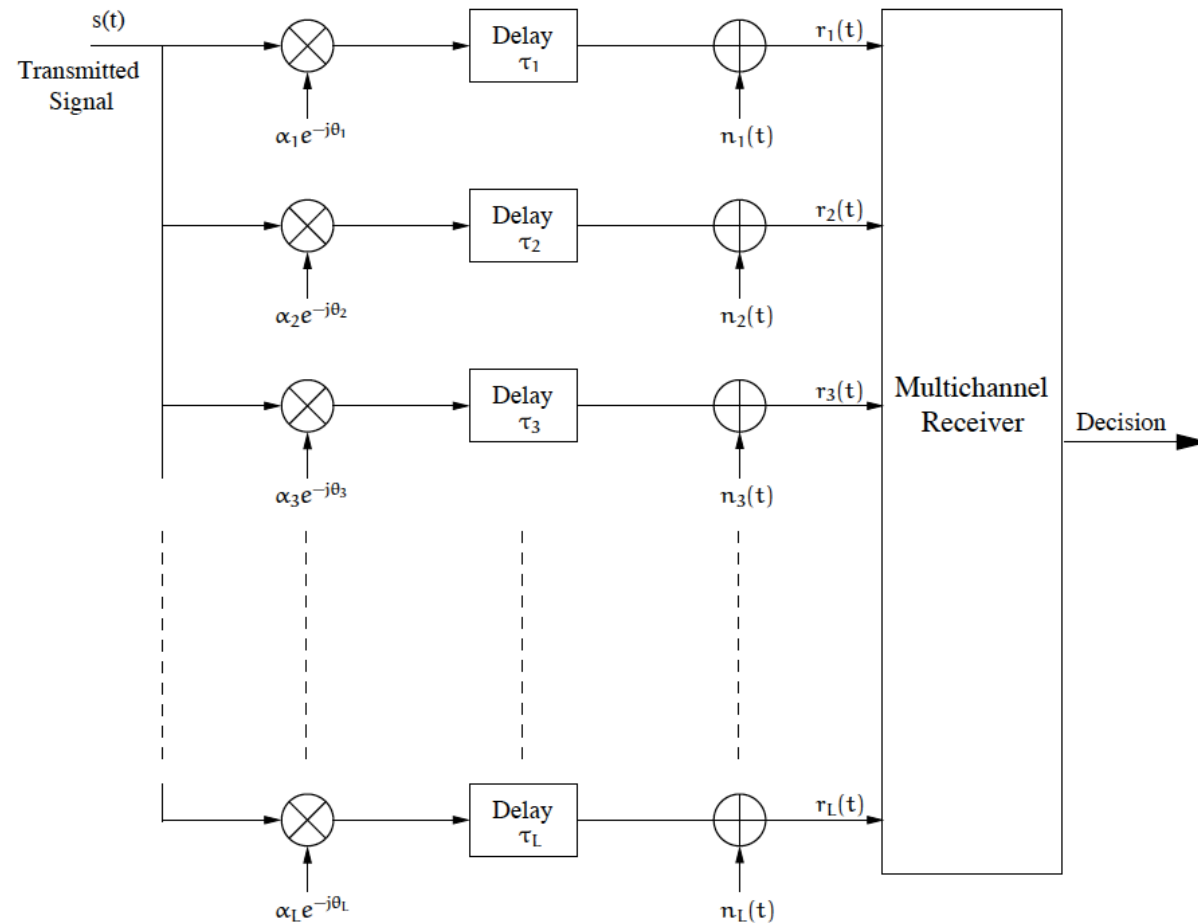 s(t)
Transmitted
Signal
Delay
τ₁
r₁(t)
α₁e^{-jθ₁}
n₁(t)
Delay
τ₂
r₂(t)
α₂e^{-jθ₂}
n₂(t)
Delay
τ₃
r₃(t)
α₃e^{-jθ₃}
n₃(t)
Multichannel
Receiver
Decision
Delay
τ_L
r_L(t)
α_Le^{-jθ_L}
n_L(t)